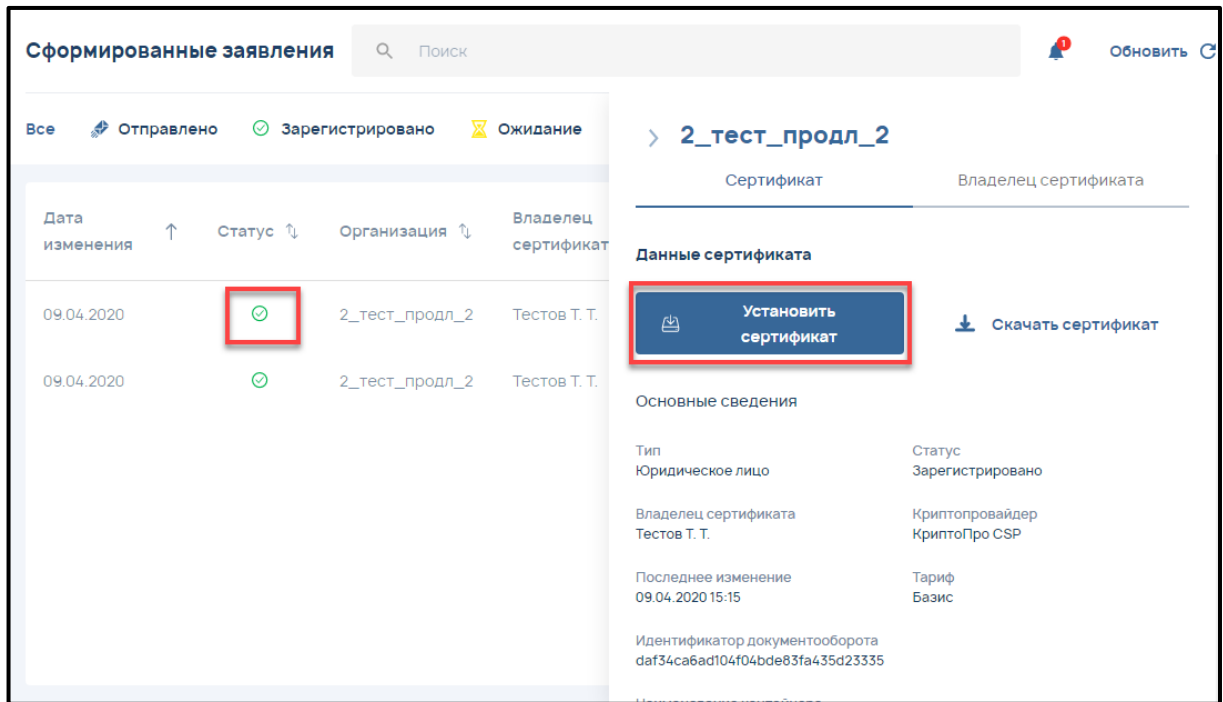 Сформированные заявления
Поиск
1
Обновить
Все
Отправлено
Зарегистрировано
Ожидание
Дата
изменения
Статус
Организация
Владелец
сертификат
09.04.2020
2_тест_продл_2
Тестов Т. Т.
09.04.2020
2_тест_продл_2
Тестов Т. Т.
2_тест_продл_2
Сертификат
Владелец сертификата
Данные сертификата
Установить
сертификат
Скачать сертификат
Основные сведения
Тип
Юридическое лицо
Статус
Зарегистрировано
Владелец сертификата
Тестов Т. Т.
Криптопровайдер
КриптоПро CSP
Последнее изменение
09.04.2020 15:15
Тариф
Базис
Идентификатор документооборота
daf34ca6ad104f04bde83fa435d23335